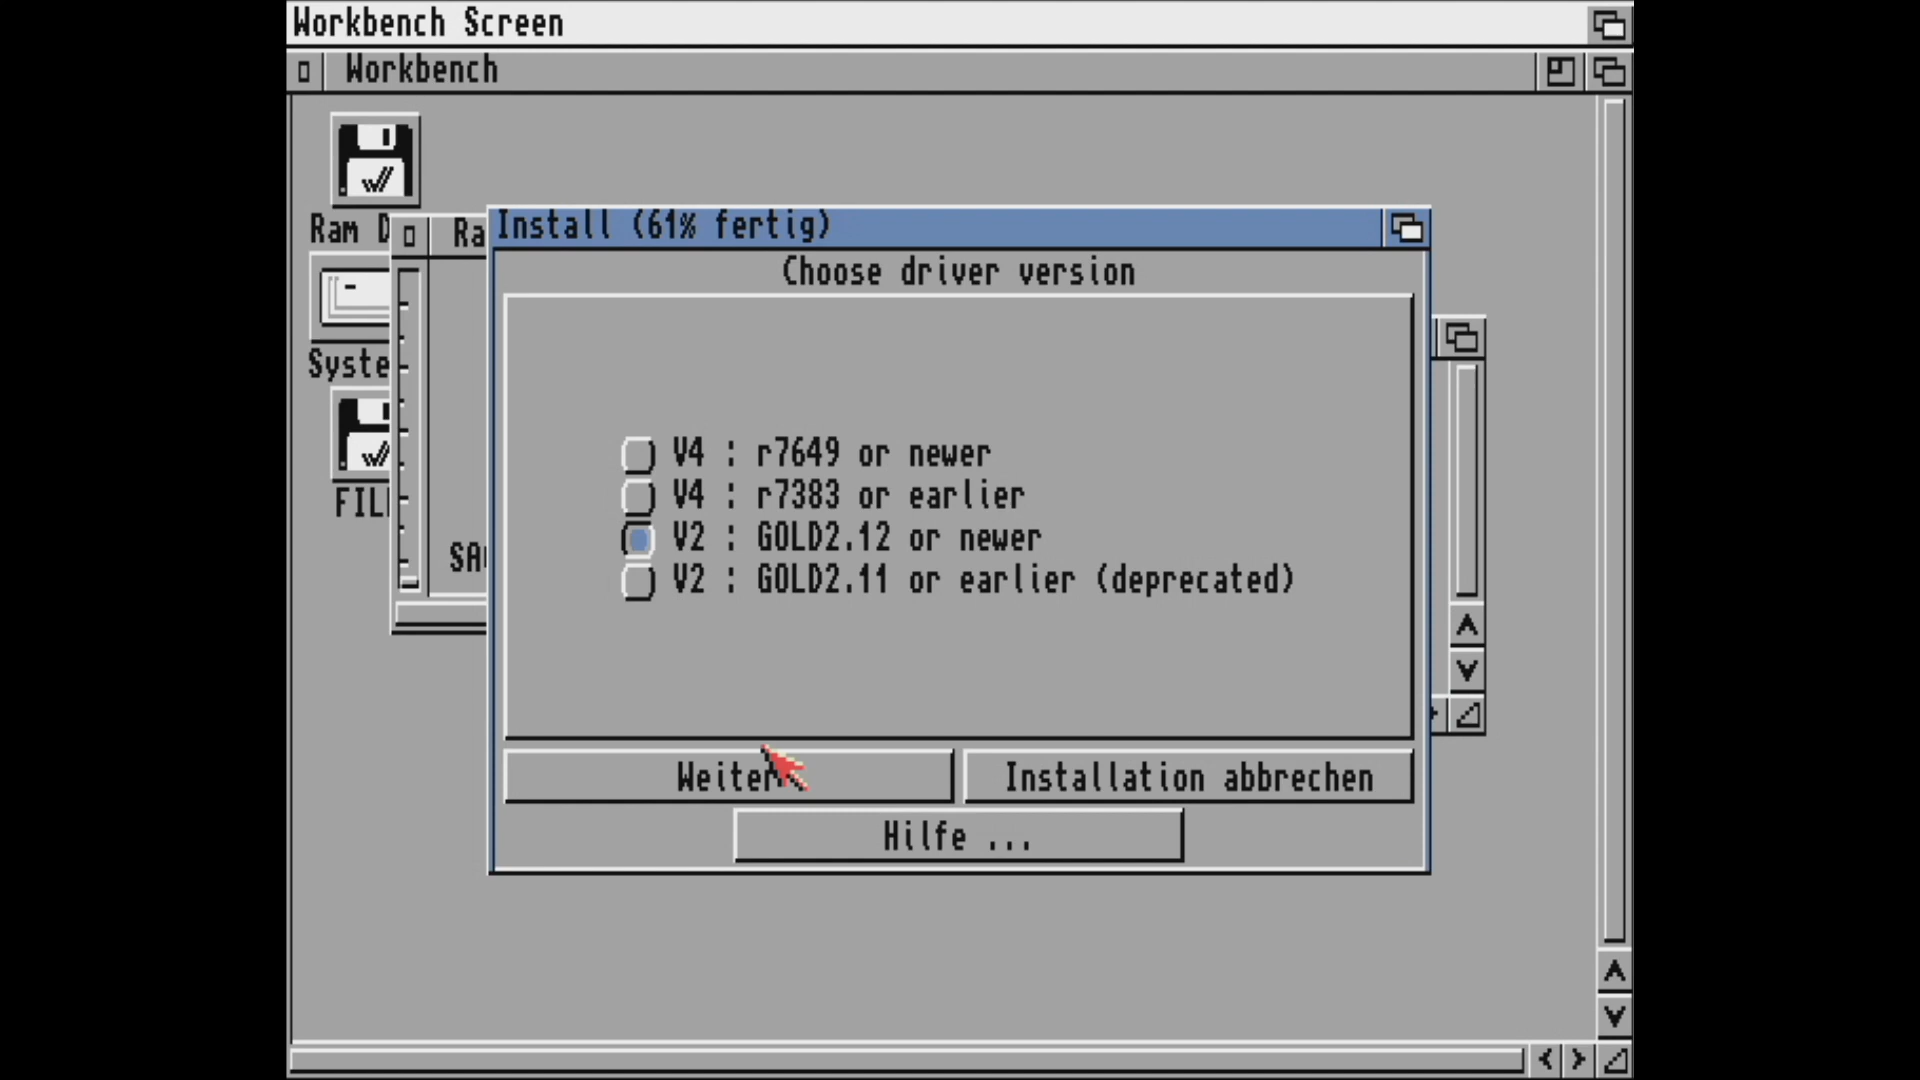 Workbench Screen
Workbench
Ram D
Ra
Install (61% fertig)
Choose driver version
Syste
V4 : r7649 or newer
V4 : r7383 or earlier
FIL
V2 : GOLD2.12 or newer
SA
V2 : GOLD2.11 or earlier (deprecated)
Weiter
Installation abbrechen
Hilfe ...